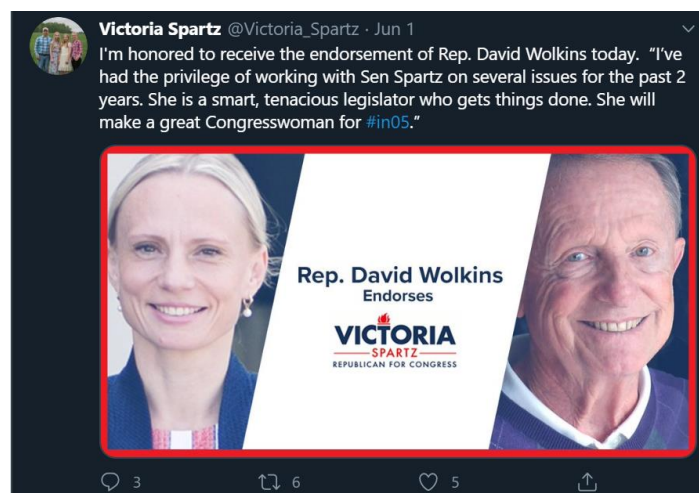 Victoria Spartz @Victoria_Spartz · Jun 1
I'm honored to receive the endorsement of Rep. David Wolkins today.  “I’ve
had the privilege of working with Sen Spartz on several issues for the past 2
years. She is a smart, tenacious legislator who gets things done. She will
make a great Congresswoman for #in05.”
Rep. David Wolkins
Endorses
VICTORIA
SPARTZ
REPUBLICAN FOR CONGRESS
3 6 5